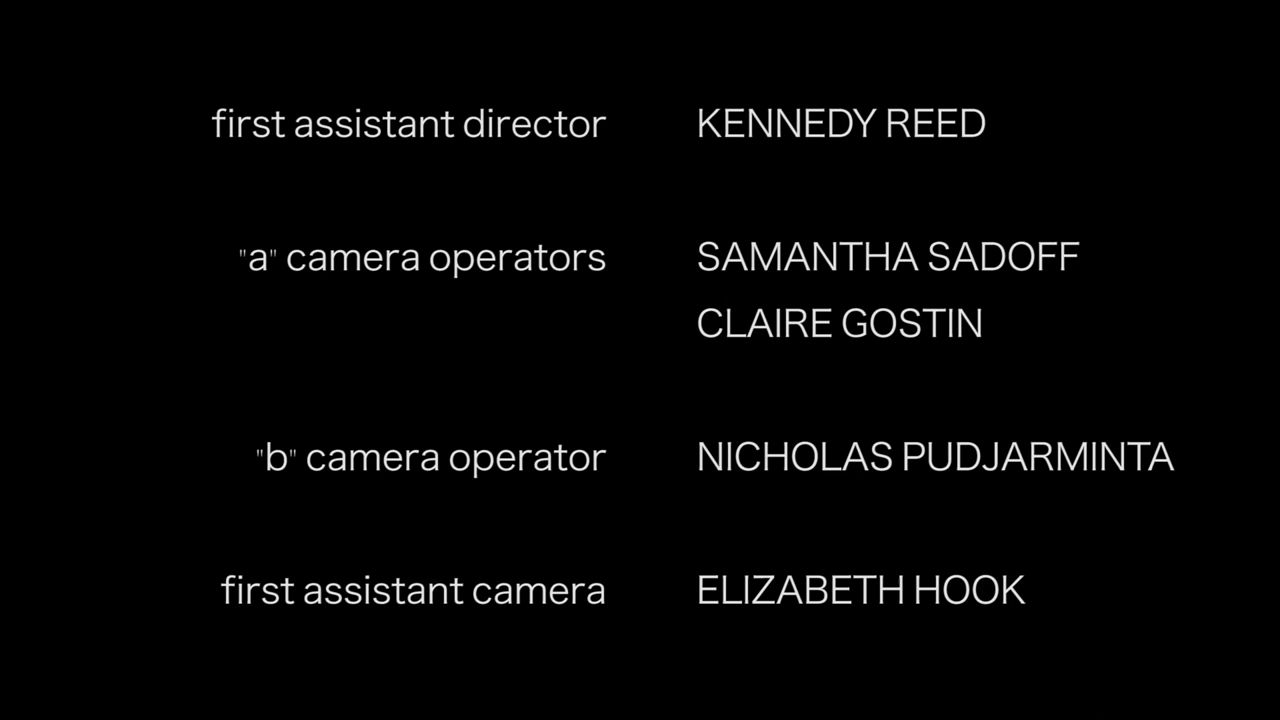 first assistant director KENNEDY REED
"a" camera operators SAMANTHA SADOFF
CLAIRE GOSTIN
"b" camera operator NICHOLAS PUDJARMINTA
first assistant camera ELIZABETH HOOK